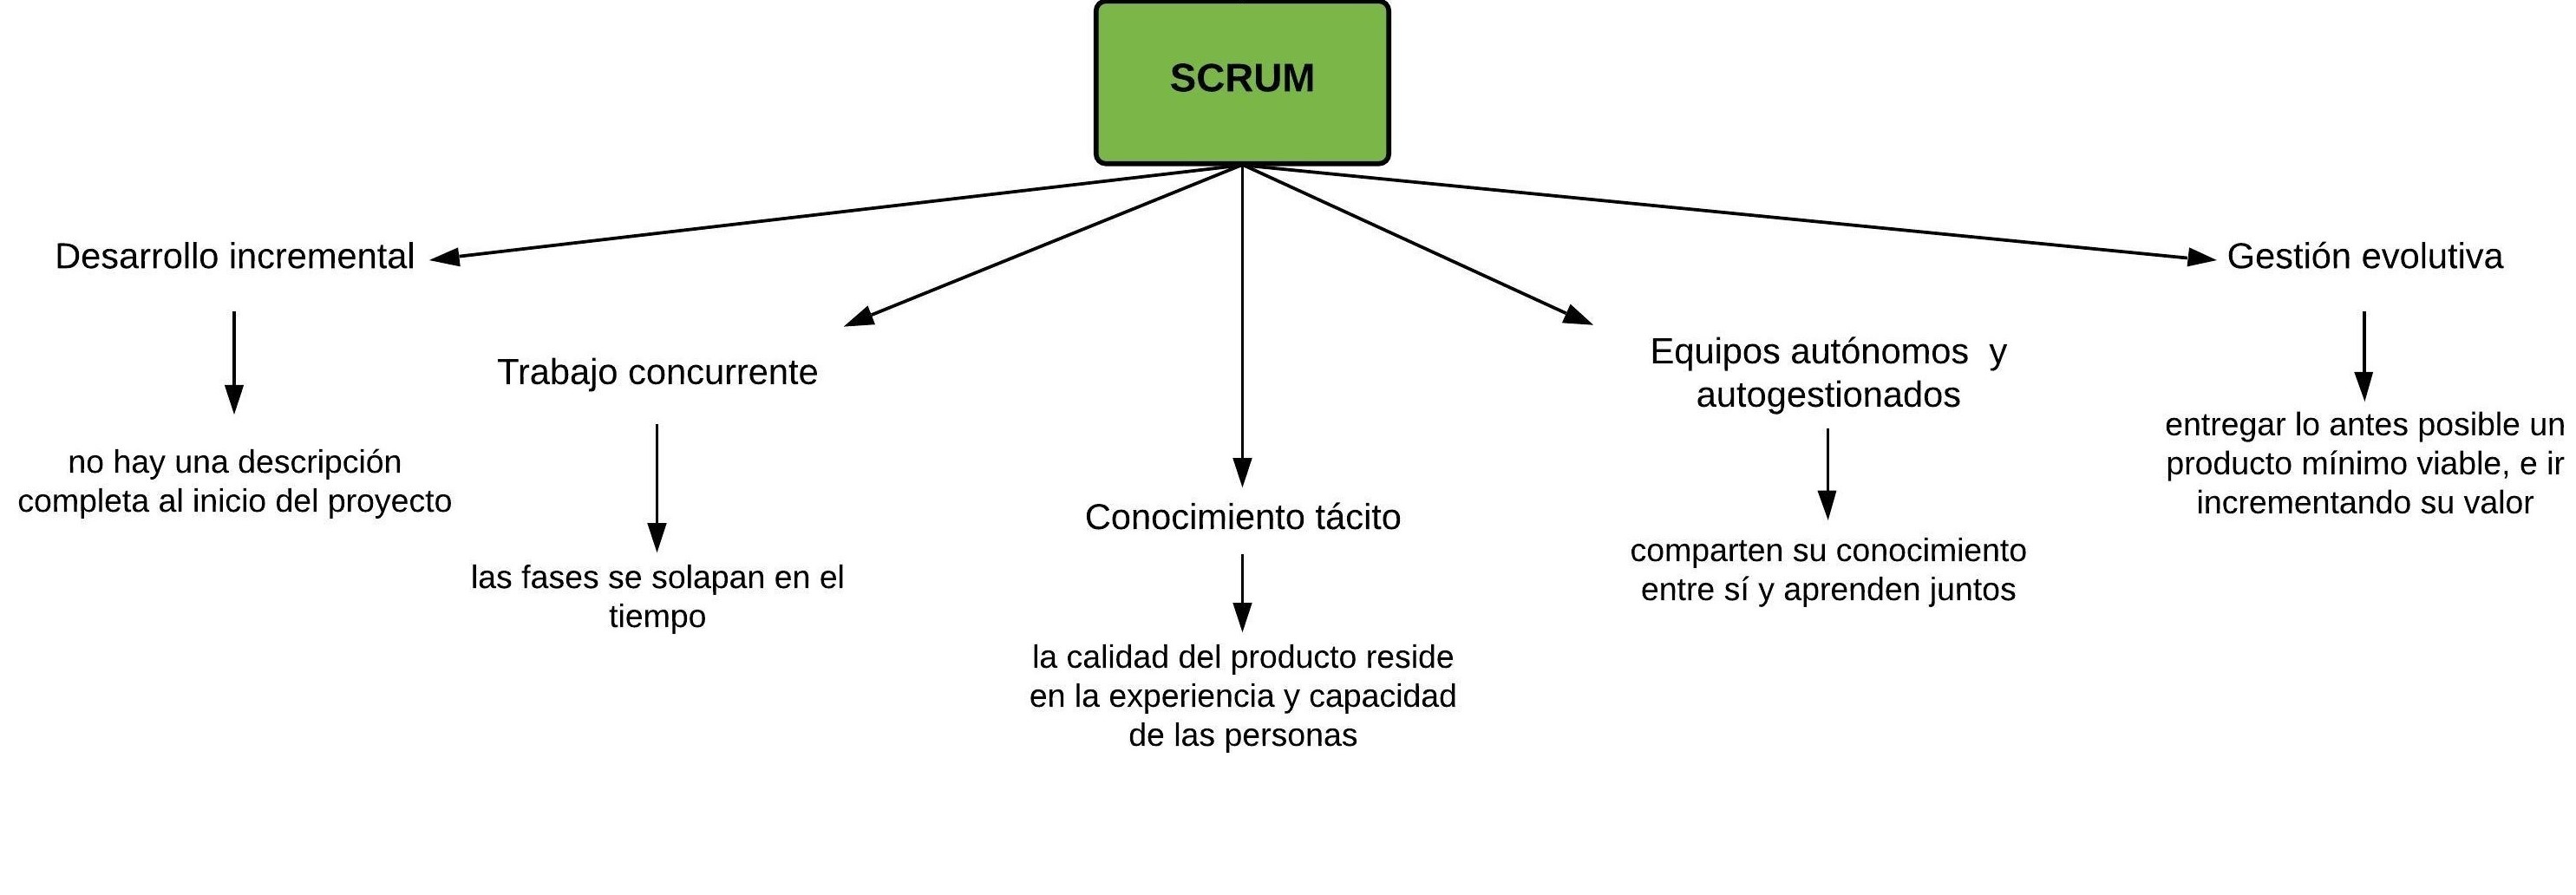 SCRUM
Desarrollo incremental
no hay una descripción
completa al inicio del proyecto
Trabajo concurrente
las fases se solapan en el
tiempo
Conocimiento tácito
la calidad del producto reside
en la experiencia y capacidad
de las personas
Equipos autónomos y
autogestionados
comparten su conocimiento
entre sí y aprenden juntos
Gestión evolutiva
entregar lo antes posible un
producto mínimo viable, e ir
incrementando su valor